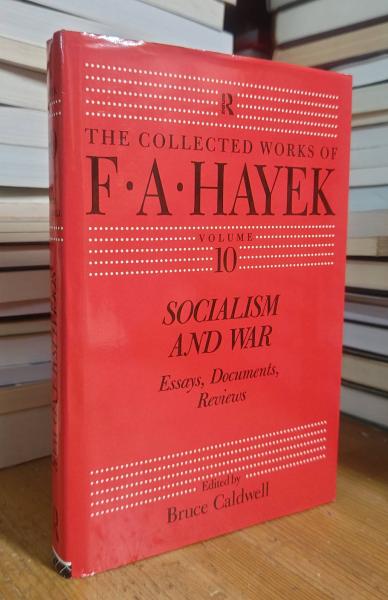 R
THE COLLECTED WORKS OF
F·A·HAYEK
VOLUME
10
SOCIALISM
AND WAR
Essays, Documents,
Reviews
Edited by
Bruce Caldwell